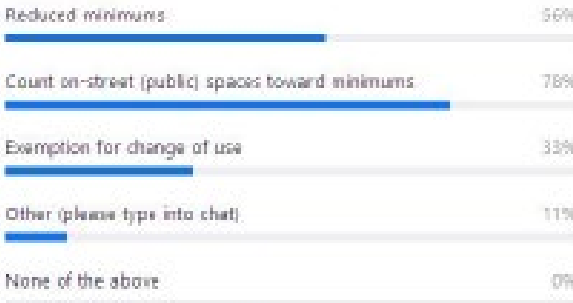 Reduced minimums 56%
Count on-street (public) spaces toward minimums 78%
Exemption for change of use 33%
Other (please type into chat) 11%
None of the above 0%